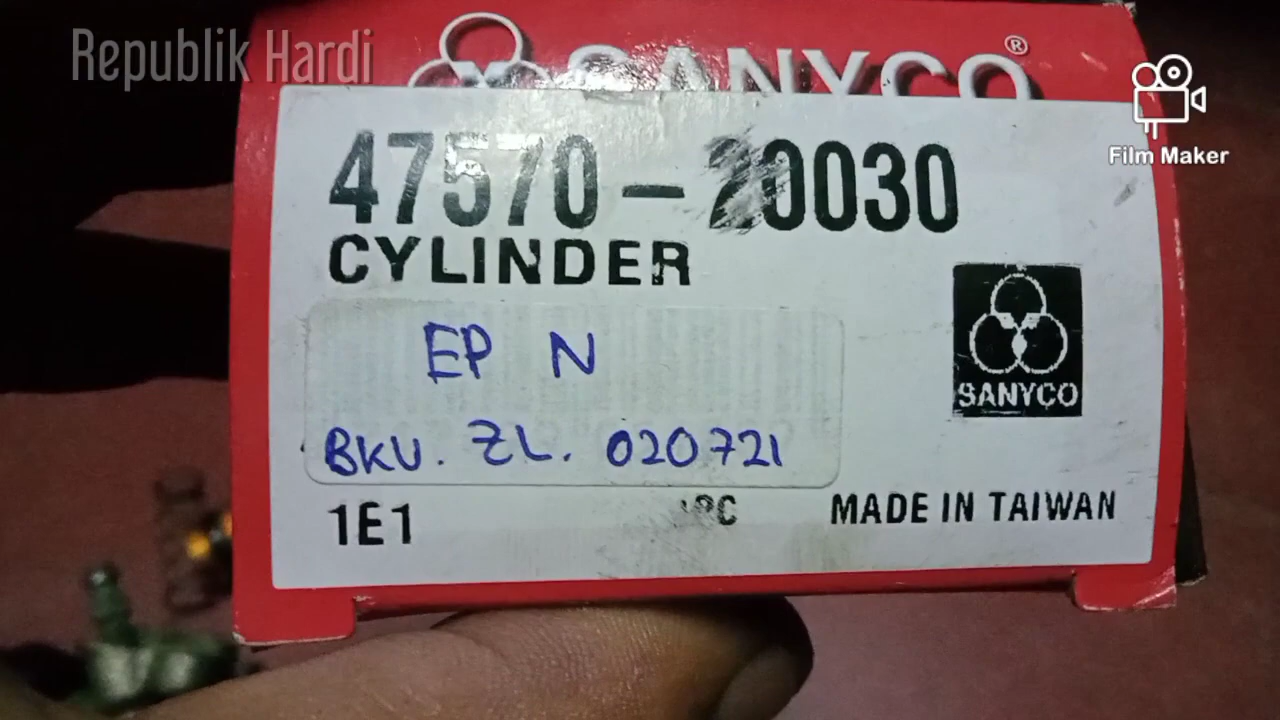 Republik Hardi
SANYCO®
Film Maker
47570-20030
CYLINDER
SANYCO
EP N
BKU. ZL. 020721
1E1
MADE IN TAIWAN